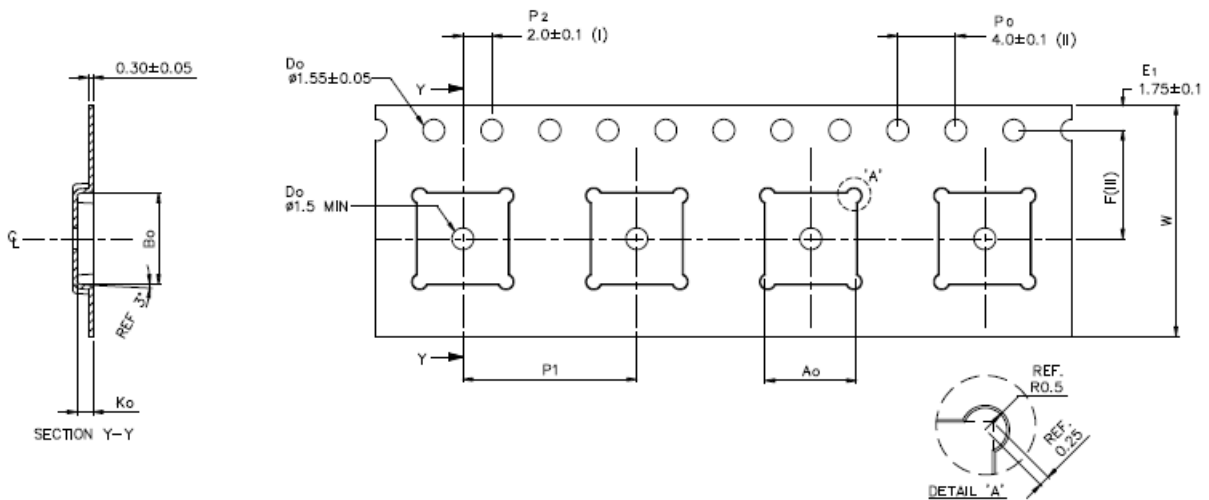 P2
2.0±0.1 (I)
Po
4.0±0.1 (II)
0.30±0.05
Do
ø1.55±0.05
Y
E1
1.75±0.1
"A"
F(III)
W
Do
ø1.5 MIN
℄
Bo
REF 3°
Y
P1
Ao
Ko
SECTION Y-Y
REF.
R0.5
REF.
0.25
DETAIL "A"